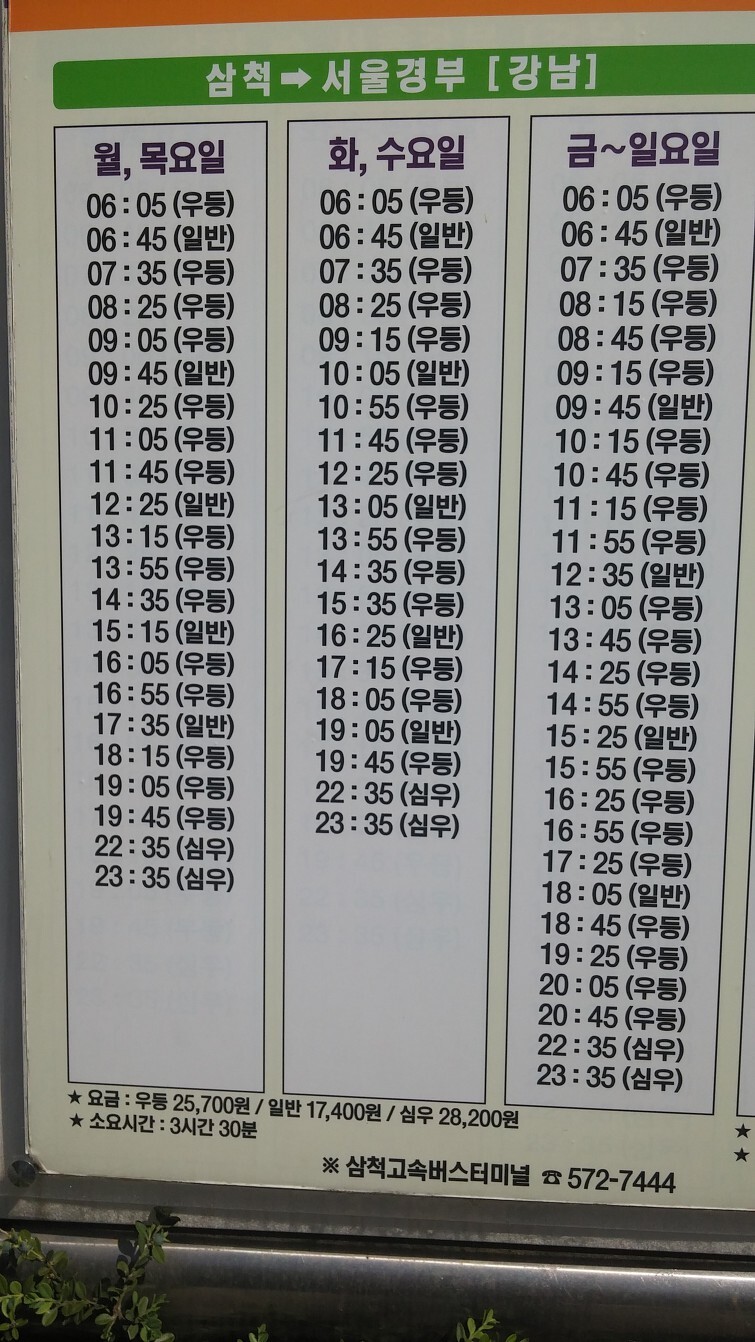 삼척➡서울경부 [강남]
월, 목요일
06 : 05 (우등)
06 : 45 (일반)
07 : 35 (우등)
08 : 25 (우등)
09 : 05 (우등)
09 : 45 (일반)
10 : 25 (우등)
11 : 05 (우등)
11 : 45 (우등)
12 : 25 (일반)
13 : 15 (우등)
13 : 55 (우등)
14 : 35 (우등)
15 : 15 (일반)
16 : 05 (우등)
16 : 55 (우등)
17 : 35 (일반)
18 : 15 (우등)
19 : 05 (우등)
19 : 45 (우등)
22 : 35 (심우)
23 : 35 (심우)
화, 수요일
06 : 05 (우등)
06 : 45 (일반)
07 : 35 (우등)
08 : 25 (우등)
09 : 15 (우등)
10 : 05 (일반)
10 : 55 (우등)
11 : 45 (우등)
12 : 25 (우등)
13 : 05 (일반)
13 : 55 (우등)
14 : 35 (우등)
15 : 35 (우등)
16 : 25 (일반)
17 : 15 (우등)
18 : 05 (우등)
19 : 05 (일반)
19 : 45 (우등)
22 : 35 (심우)
23 : 35 (심우)
금~일요일
06 : 05 (우등)
06 : 45 (일반)
07 : 35 (우등)
08 : 15 (우등)
08 : 45 (우등)
09 : 15 (우등)
09 : 45 (일반)
10 : 15 (우등)
10 : 45 (우등)
11 : 15 (우등)
11 : 55 (우등)
12 : 35 (일반)
13 : 05 (우등)
13 : 45 (우등)
14 : 25 (우등)
14 : 55 (우등)
15 : 25 (일반)
15 : 55 (우등)
16 : 25 (우등)
16 : 55 (우등)
17 : 25 (우등)
18 : 05 (일반)
18 : 45 (우등)
19 : 25 (우등)
20 : 05 (우등)
20 : 45 (우등)
22 : 35 (심우)
23 : 35 (심우)
★ 요금 : 우등 25,700원 / 일반 17,400원 / 심우 28,200원
★ 소요시간 : 3시간 30분
※ 삼척고속버스터미널 ☎ 572-7444